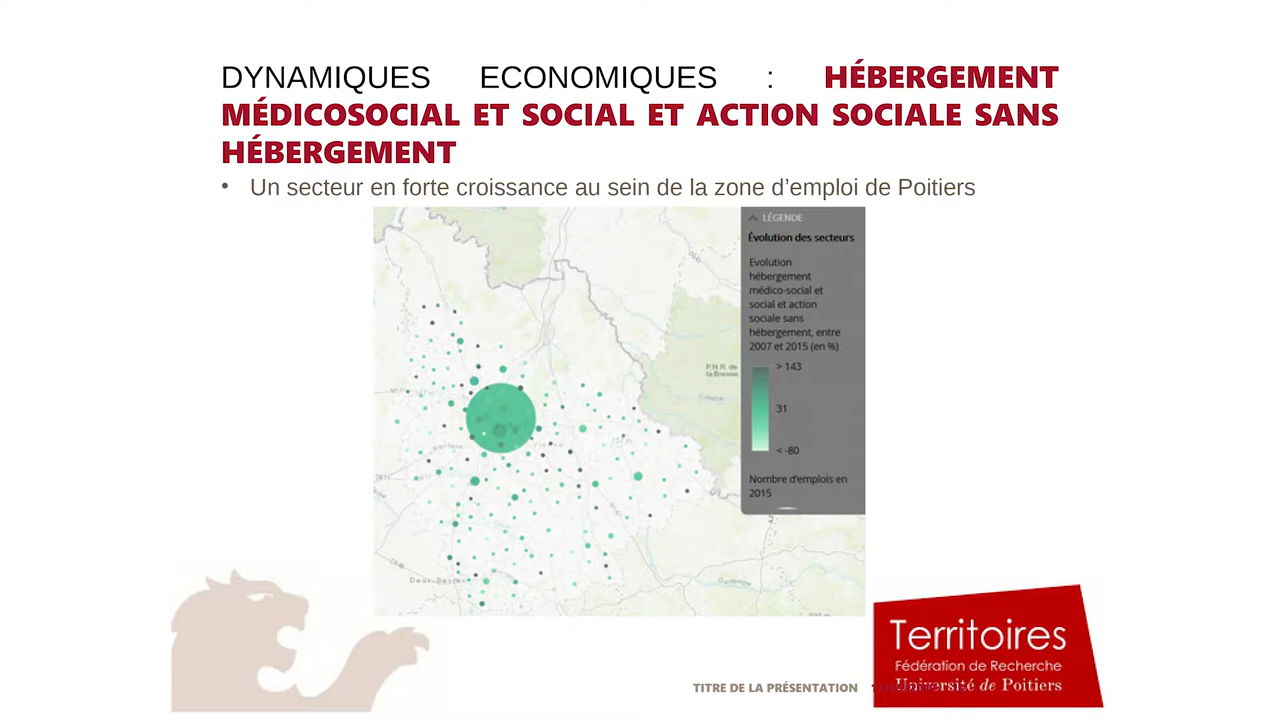 DYNAMIQUES ECONOMIQUES : HÉBERGEMENT
MÉDICOSOCIAL ET SOCIAL ET ACTION SOCIALE SANS
HÉBERGEMENT
• Un secteur en forte croissance au sein de la zone d’emploi de Poitiers
LÉGENDE
Évolution des secteurs
Evolution
hébergement
médico-social et
social et action
sociale sans
hébergement, entre
2007 et 2015 (en %)
> 143
31
< -80
Nombre d'emplois en
2015
P.N.R. de
la Brenne
Creuse
Vienne
Deux-Sèvres
Gartempe
Territoires
Fédération de Recherche
Université de Poitiers
TITRE DE LA PRÉSENTATION